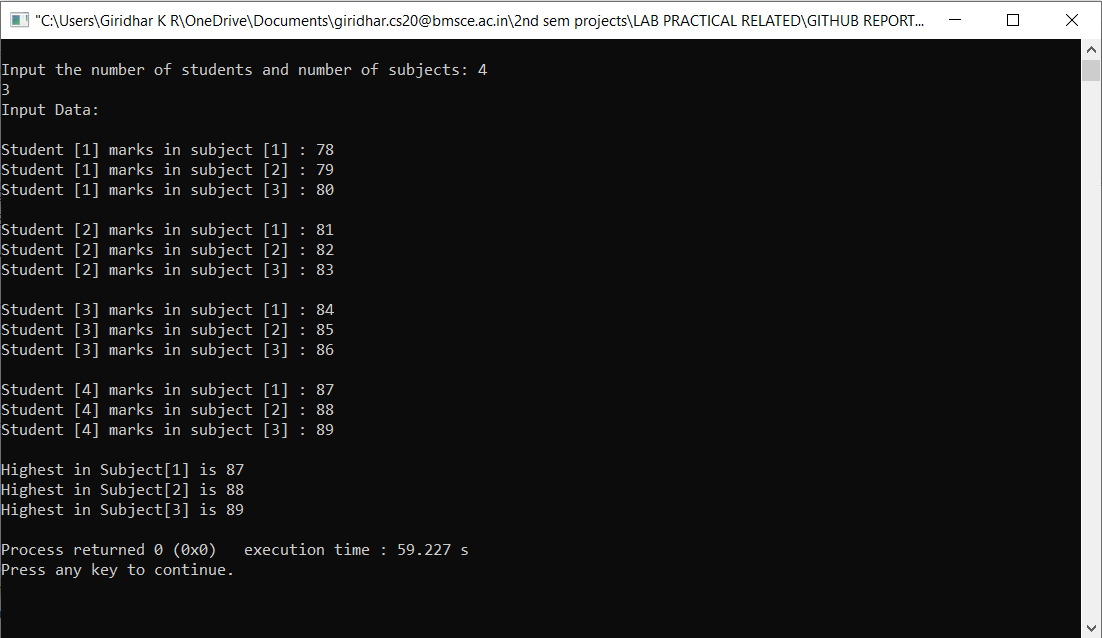 "C:\Users\Giridhar K R\OneDrive\Documents\giridhar.cs20@bmsce.ac.in\2nd sem projects\LAB PRACTICAL RELATED\GITHUB REPORT...
Input the number of students and number of subjects: 4
3
Input Data:
Student [1] marks in subject [1] : 78
Student [1] marks in subject [2] : 79
Student [1] marks in subject [3] : 80
Student [2] marks in subject [1] : 81
Student [2] marks in subject [2] : 82
Student [2] marks in subject [3] : 83
Student [3] marks in subject [1] : 84
Student [3] marks in subject [2] : 85
Student [3] marks in subject [3] : 86
Student [4] marks in subject [1] : 87
Student [4] marks in subject [2] : 88
Student [4] marks in subject [3] : 89
Highest in Subject[1] is 87
Highest in Subject[2] is 88
Highest in Subject[3] is 89
Process returned 0 (0x0)   execution time : 59.227 s
Press any key to continue.